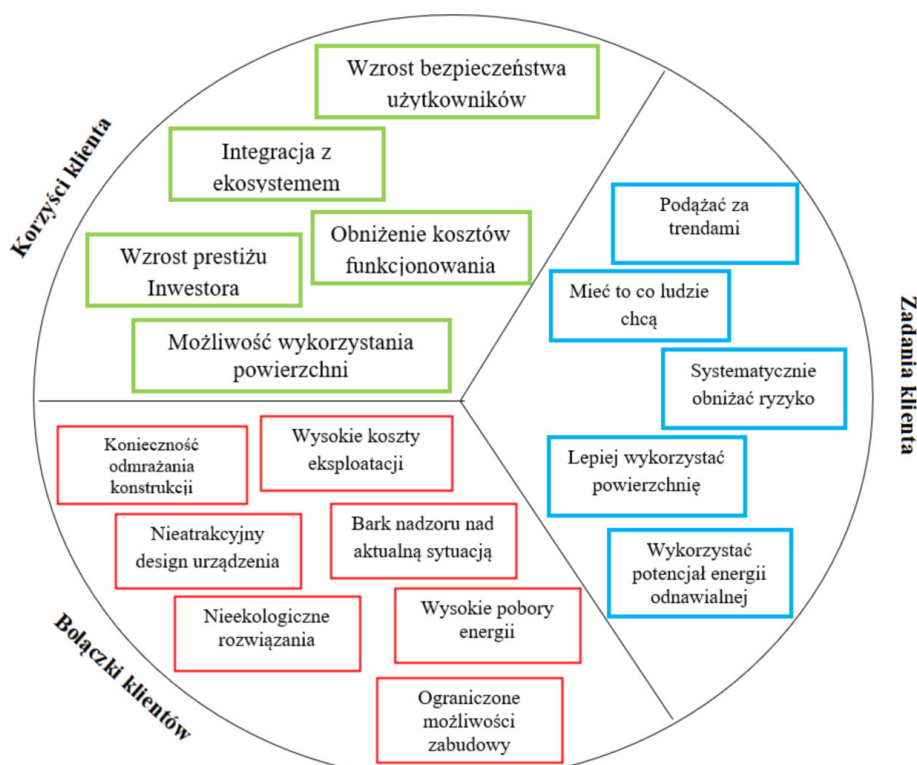 Korzyści klienta
Wzrost bezpieczeństwa
użytkowników
Integracja z
ekosystemem
Obniżenie kosztów
funkcjonowania
Wzrost prestiżu
Inwestora
Możliwość wykorzystania
powierzchni
Zadania klienta
Podążać za
trendami
Mieć to co ludzie
chcą
Systematycznie
obniżać ryzyko
Lepiej wykorzystać
powierzchnię
Wykorzystać
potencjał energii
odnawialnej
Bolączki klientów
Konieczność
odmrażania
konstrukcji
Wysokie koszty
eksploatacji
Nieatrakcyjny
design urządzenia
Bark nadzoru nad
aktualną sytuacją
Nieekologiczne
rozwiązania
Wysokie pobory
energii
Ograniczone
możliwości
zabudowy